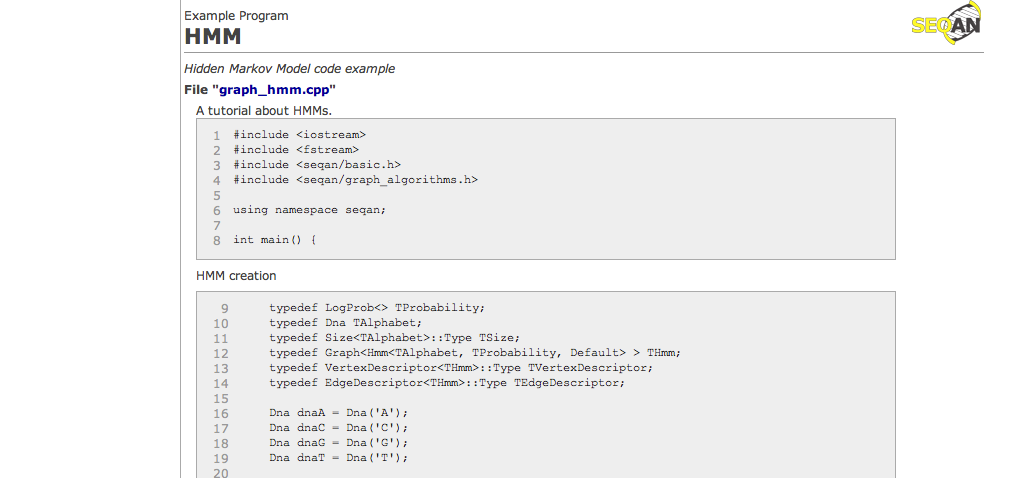 Example Program
SEQAN
HMM
Hidden Markov Model code example
File "graph_hmm.cpp"
A tutorial about HMMs.
1 #include <iostream>
2 #include <fstream>
3 #include <seqan/basic.h>
4 #include <seqan/graph_algorithms.h>
5
6 using namespace seqan;
7
8 int main() {
HMM creation
9 typedef LogProb<> TProbability;
10 typedef Dna TAlphabet;
11 typedef Size<TAlphabet>::Type TSize;
12 typedef Graph<Hmm<TAlphabet, TProbability, Default> > THmm;
13 typedef VertexDescriptor<THmm>::Type TVertexDescriptor;
14 typedef EdgeDescriptor<THmm>::Type TEdgeDescriptor;
15
16 Dna dnaA = Dna('A');
17 Dna dnaC = Dna('C');
18 Dna dnaG = Dna('G');
19 Dna dnaT = Dna('T');
20